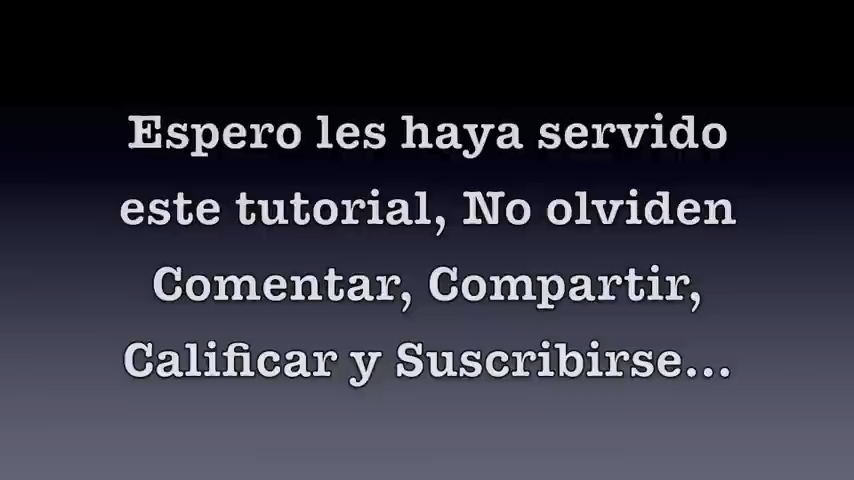 Espero les haya servido
este tutorial, No olviden
Comentar, Compartir,
Calificar y Suscribirse...